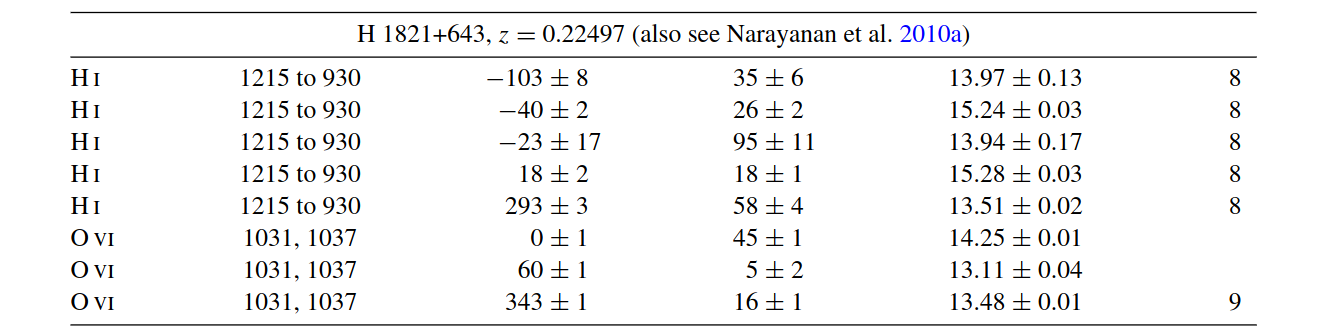 H 1821+643, z = 0.22497 (also see Narayanan et al. 2010a)
H I 1215 to 930 −103 ± 8 35 ± 6 13.97 ± 0.13 8
H I 1215 to 930 −40 ± 2 26 ± 2 15.24 ± 0.03 8
H I 1215 to 930 −23 ± 17 95 ± 11 13.94 ± 0.17 8
H I 1215 to 930 18 ± 2 18 ± 1 15.28 ± 0.03 8
H I 1215 to 930 293 ± 3 58 ± 4 13.51 ± 0.02 8
O VI 1031, 1037 0 ± 1 45 ± 1 14.25 ± 0.01
O VI 1031, 1037 60 ± 1 5 ± 2 13.11 ± 0.04
O VI 1031, 1037 343 ± 1 16 ± 1 13.48 ± 0.01 9